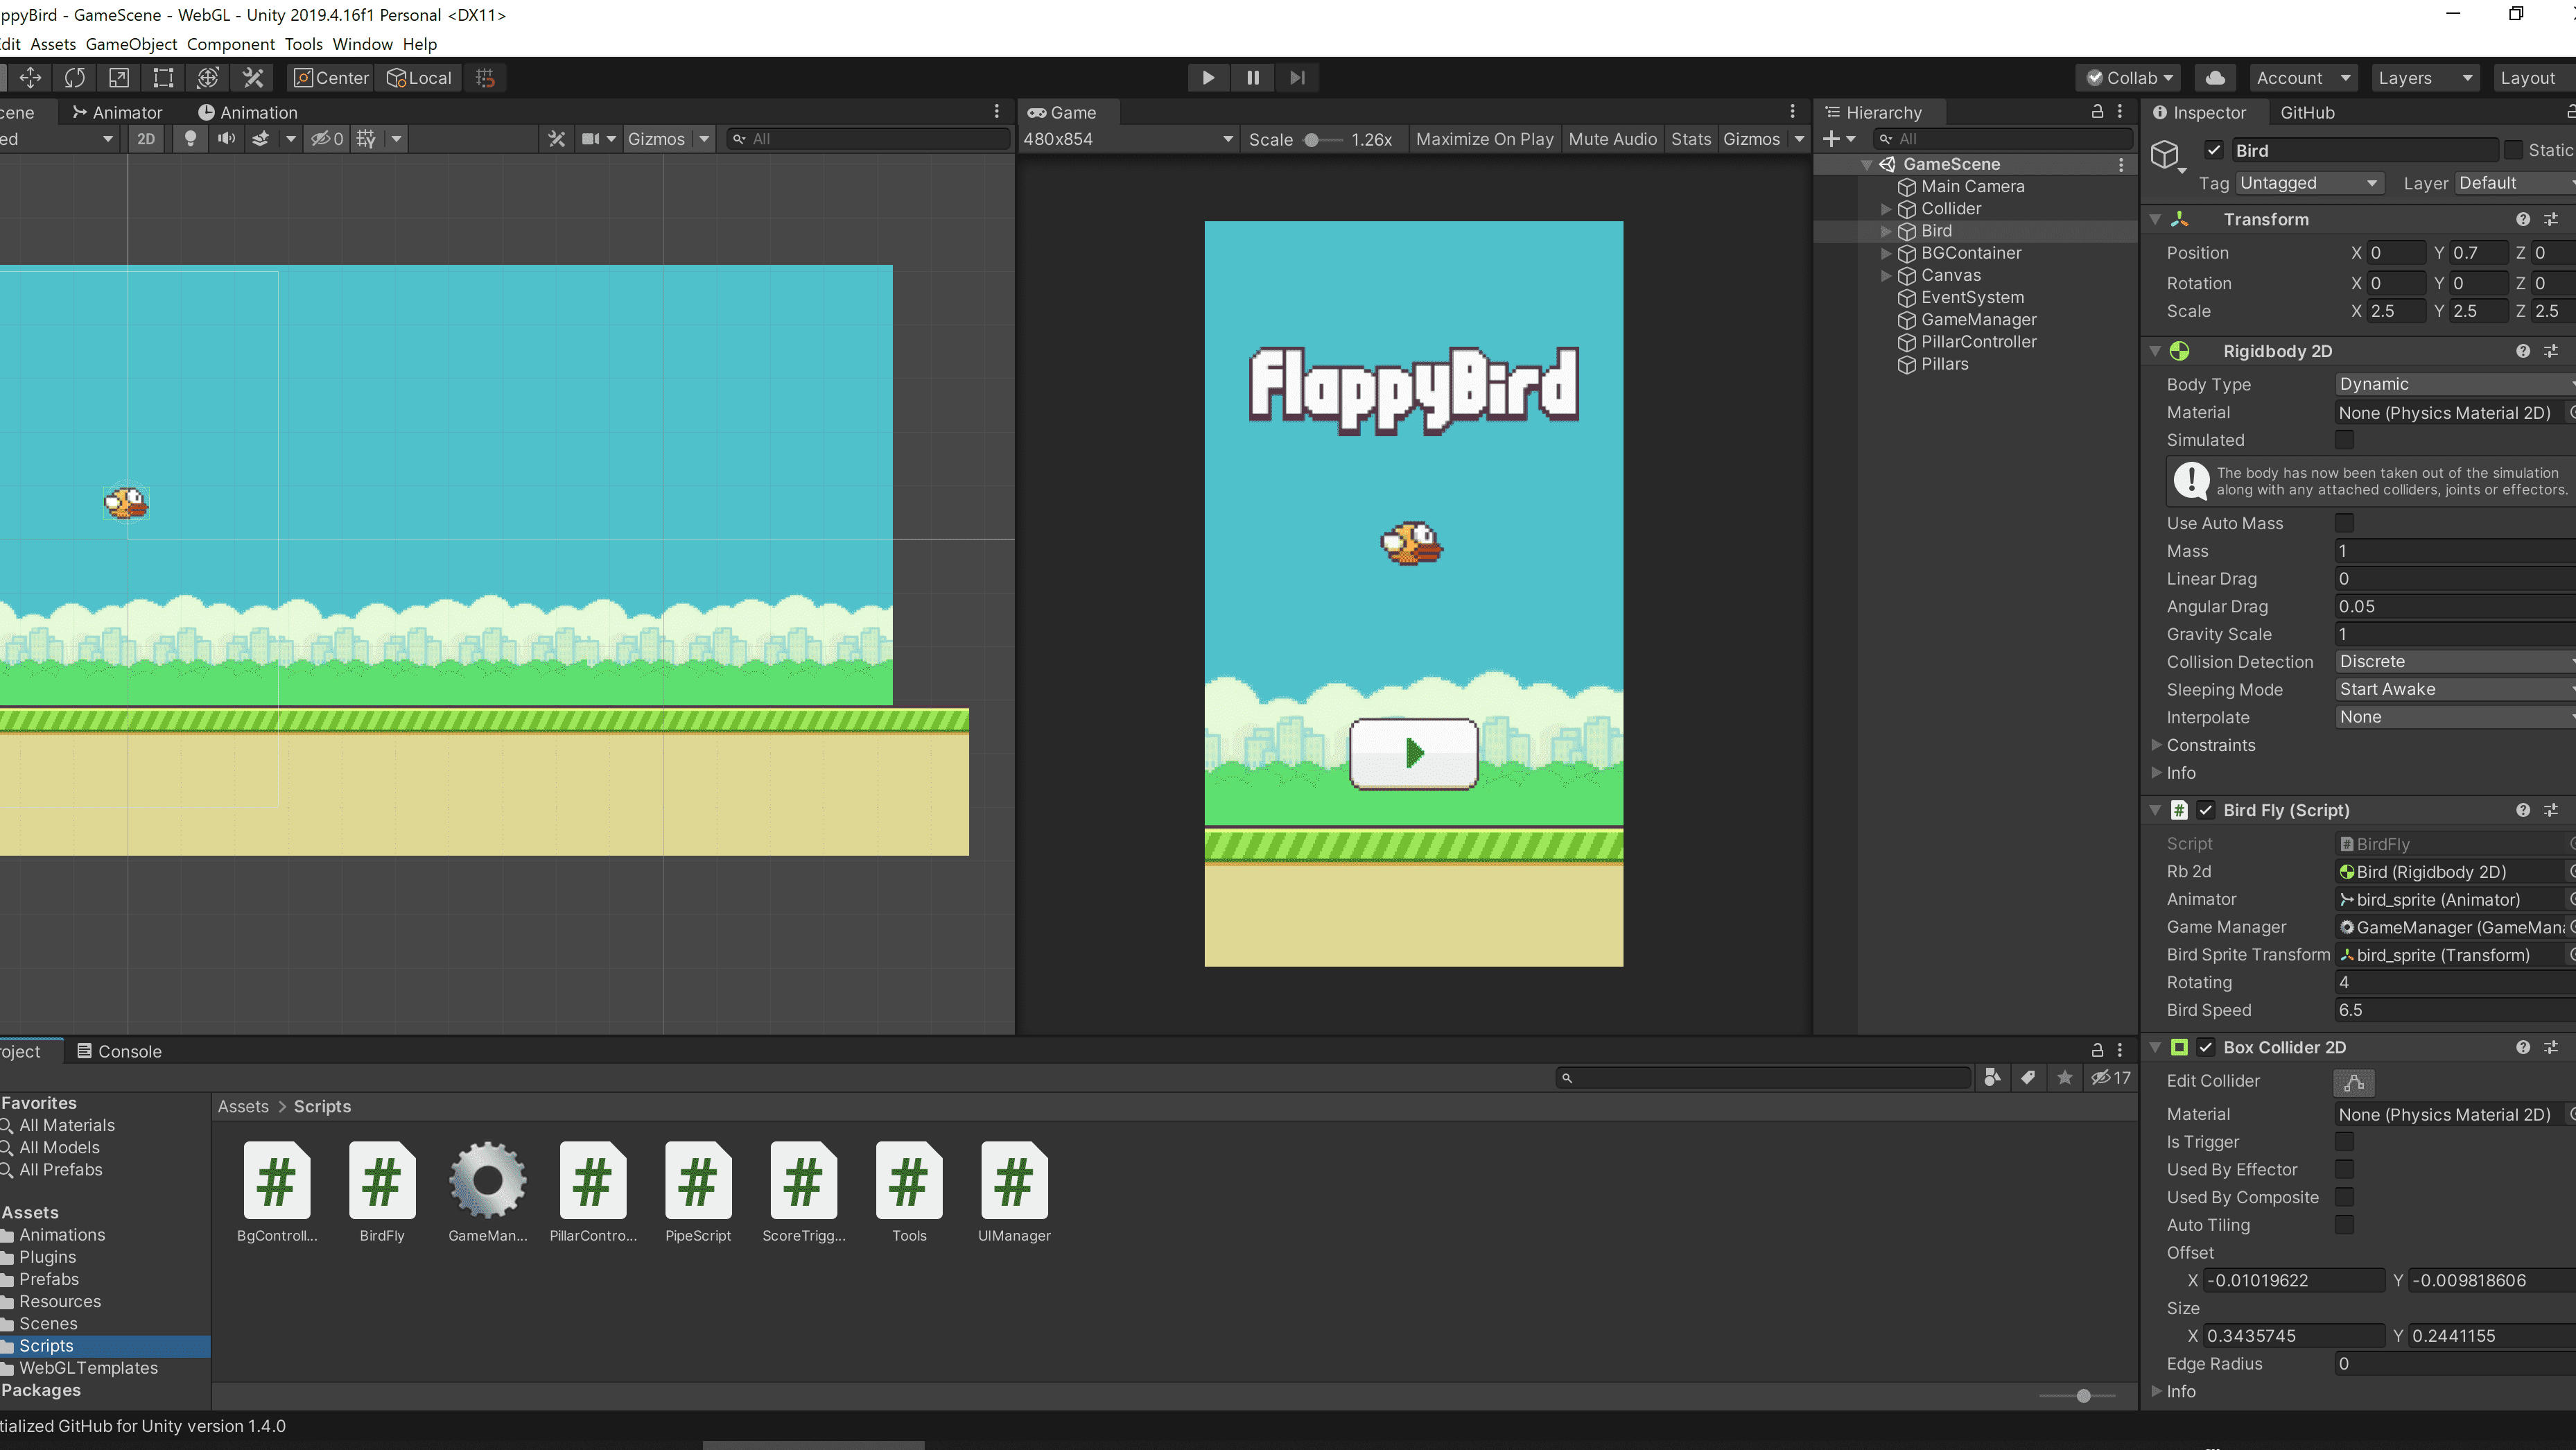 ppyBird - GameScene - WebGL - Unity 2019.4.16f1 Personal <DX11>
dit Assets GameObject Component Tools Window Help
Center Local
Collab Account Layers Layout
cene Animator Animation
ed 2D 0 Gizmos All
Game
480x854 Scale 1.26x Maximize On Play Mute Audio Stats Gizmos
FlappyBird
Hierarchy
All
GameScene
Main Camera
Collider
Bird
BGContainer
Canvas
EventSystem
GameManager
PillarController
Pillars
Inspector GitHub
Bird Static
Tag Untagged Layer Default
Transform
Position X 0 Y 0.7 Z 0
Rotation X 0 Y 0 Z 0
Scale X 2.5 Y 2.5 Z 2.5
Rigidbody 2D
Body Type Dynamic
Material None (Physics Material 2D)
Simulated
The body has now been taken out of the simulation
along with any attached colliders, joints or effectors.
Use Auto Mass
Mass 1
Linear Drag 0
Angular Drag 0.05
Gravity Scale 1
Collision Detection Discrete
Sleeping Mode Start Awake
Interpolate None
Constraints
Info
# Bird Fly (Script)
Script BirdFly
Rb 2d Bird (Rigidbody 2D)
Animator bird_sprite (Animator)
Game Manager GameManager (GameMana
Bird Sprite Transform bird_sprite (Transform)
Rotating 4
Bird Speed 6.5
Box Collider 2D
Edit Collider
Material None (Physics Material 2D)
Is Trigger
Used By Effector
Used By Composite
Auto Tiling
Offset
X -0.01019622 Y -0.009818606
Size
X 0.3435745 Y 0.2441155
Edge Radius 0
Info
roject Console
17
Favorites
All Materials
All Models
All Prefabs
Assets
Animations
Plugins
Prefabs
Resources
Scenes
Scripts
WebGLTemplates
Packages
Assets > Scripts
# # # # # # #
BgControll... BirdFly GameMan... PillarContro... PipeScript ScoreTrigg... Tools UIManager
tialized GitHub for Unity version 1.4.0